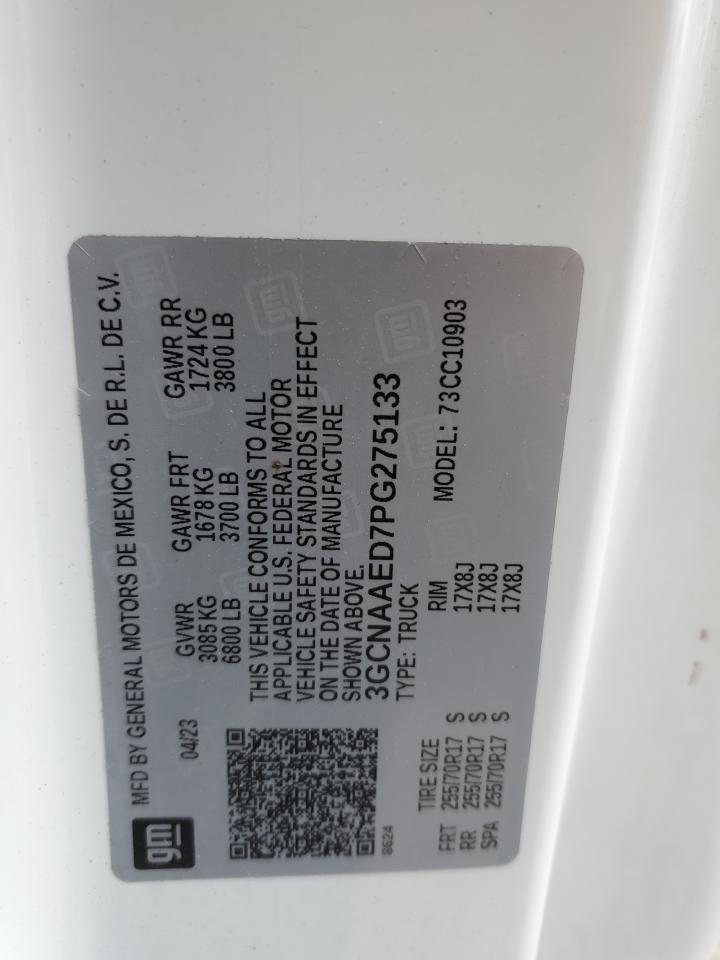 gm
MFD BY GENERAL MOTORS DE MEXICO, S. DE R.L. DE C.V.
04/23
GVWR GAWR FRT GAWR RR
3085 KG 1678 KG 1724 KG
6800 LB 3700 LB 3800 LB
THIS VEHICLE CONFORMS TO ALL
APPLICABLE U.S. FEDERAL MOTOR
VEHICLE SAFETY STANDARDS IN EFFECT
ON THE DATE OF MANUFACTURE
SHOWN ABOVE.
3GCNAAED7PG275133
TYPE: TRUCK MODEL: 73CC10903
8624
TIRE SIZE RIM
FRT 255/70R17 S 17X8J
RR 255/70R17 S 17X8J
SPA 255/70R17 S 17X8J